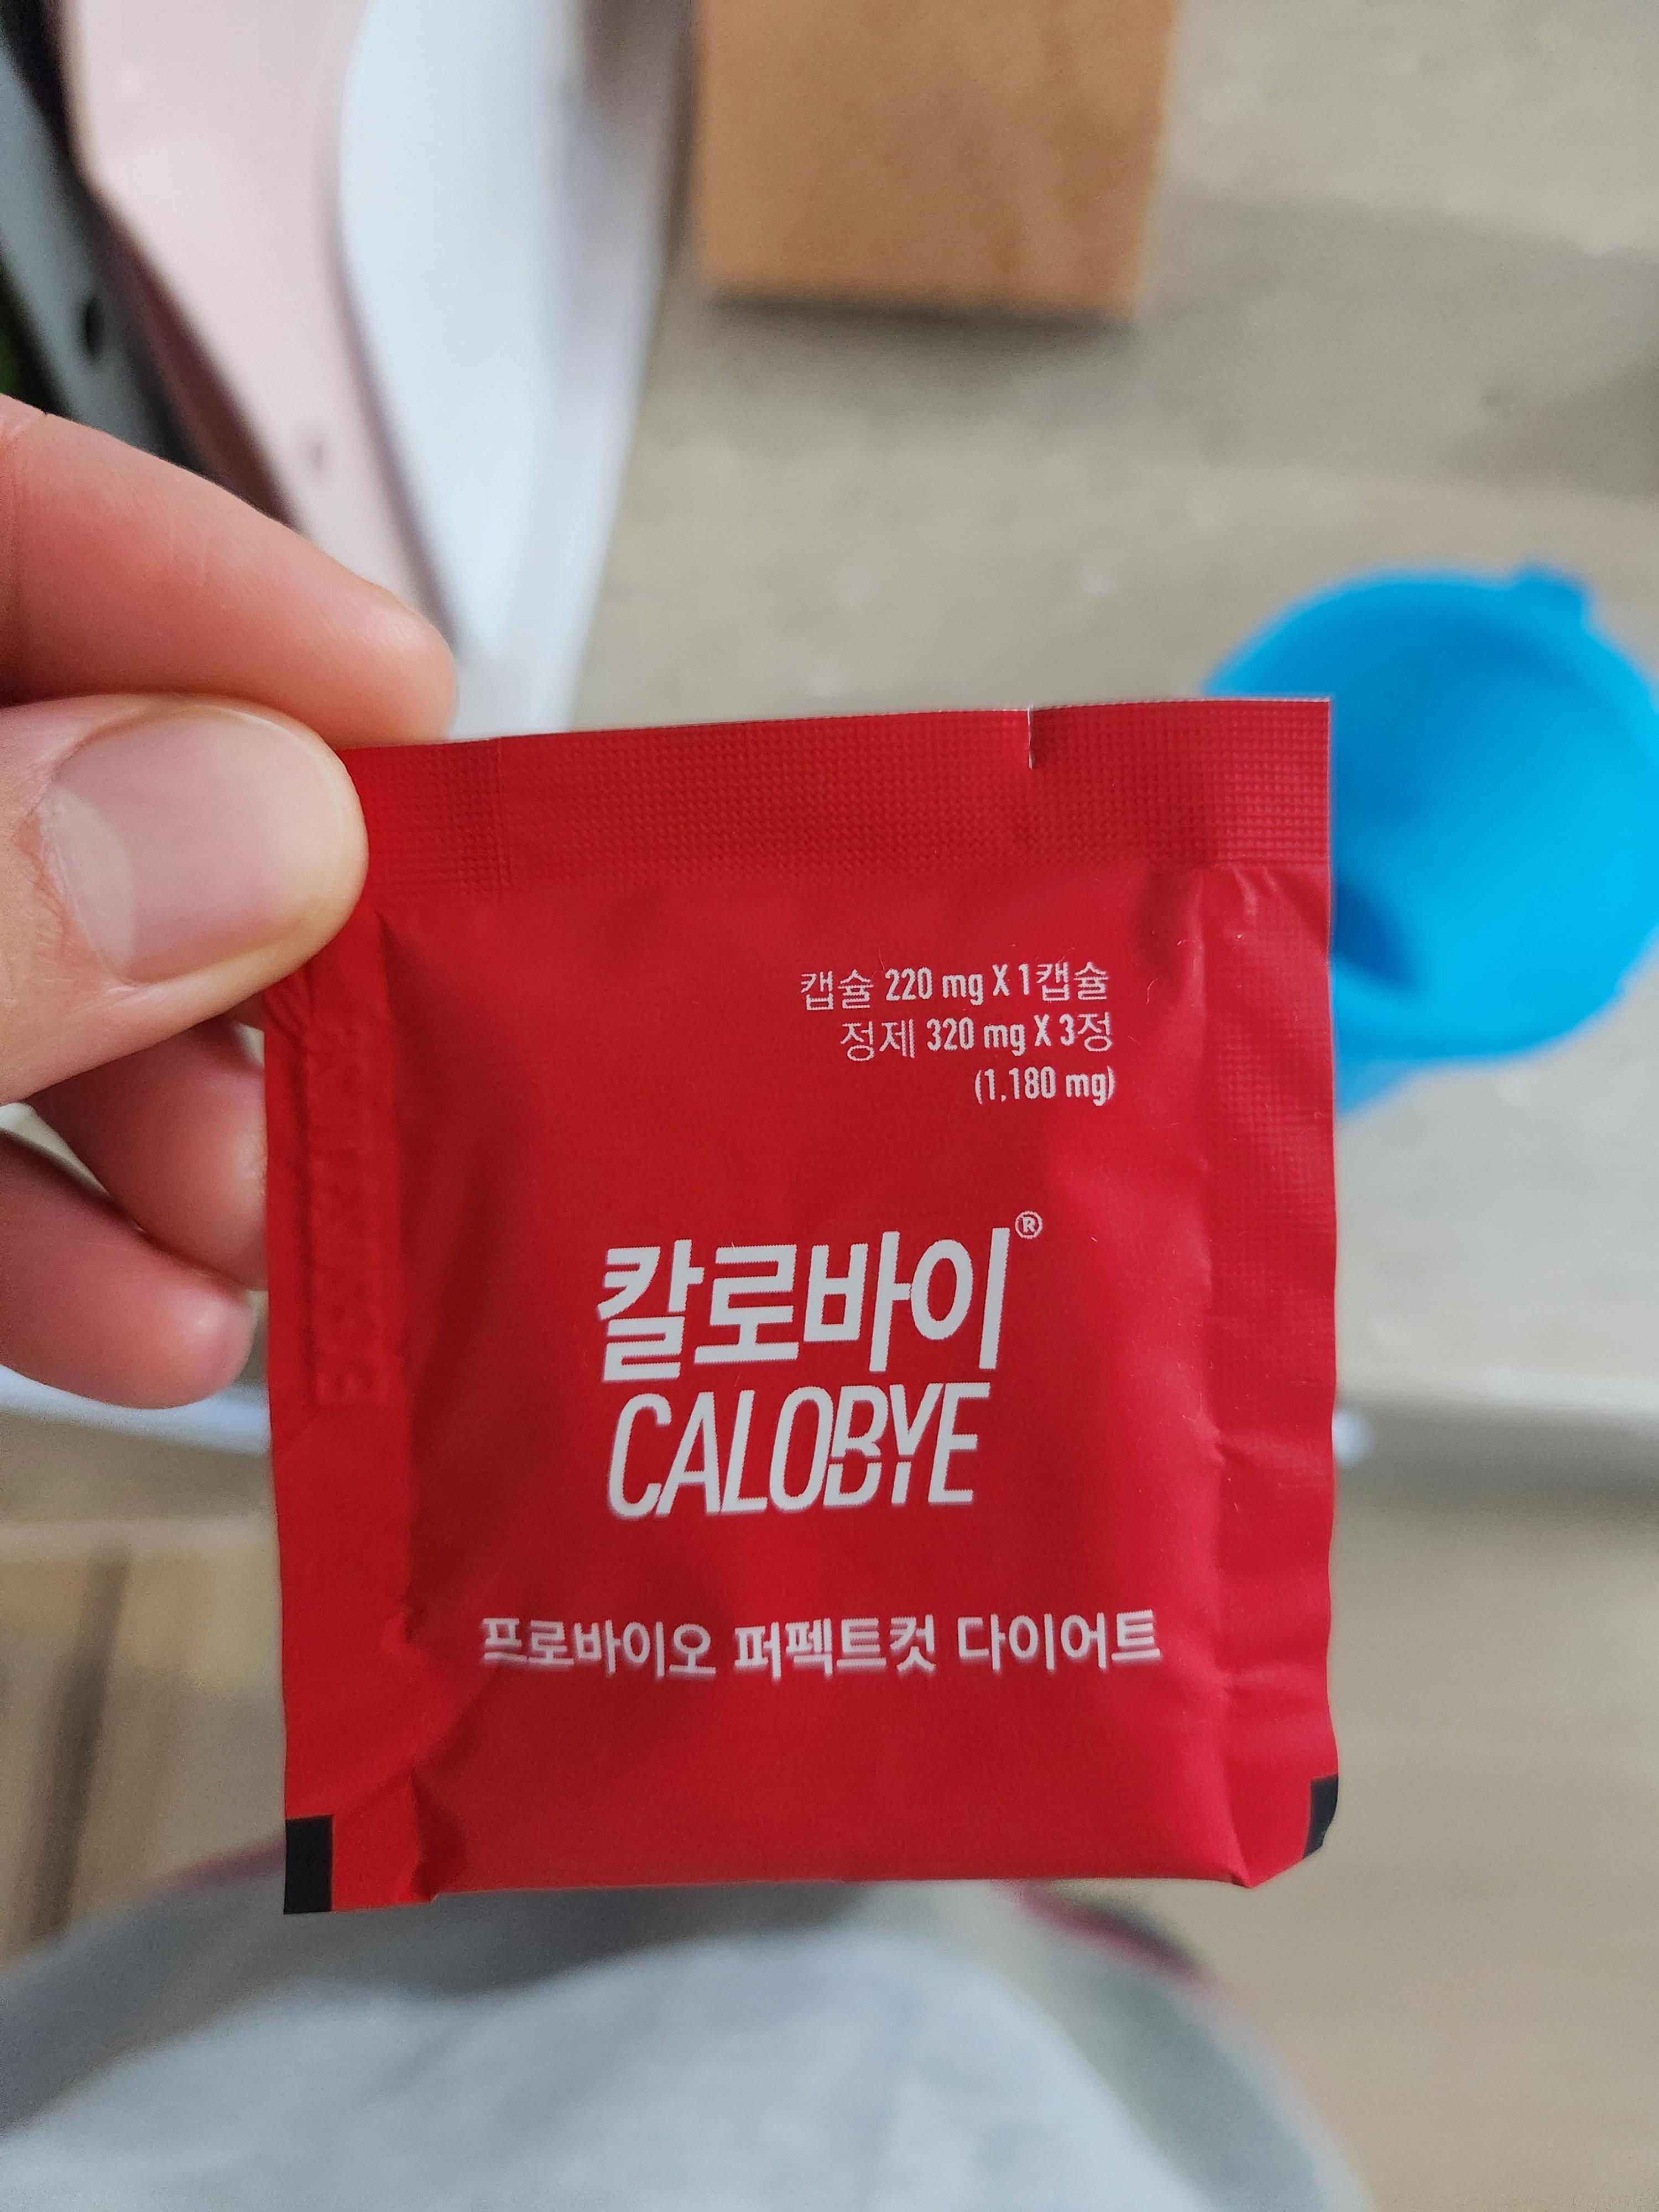 캡슐 220 mg X 1캡슐
정제 320 mg X 3정
(1,180 mg)
칼로바이®
CALOBYE
프로바이오 퍼펙트컷 다이어트